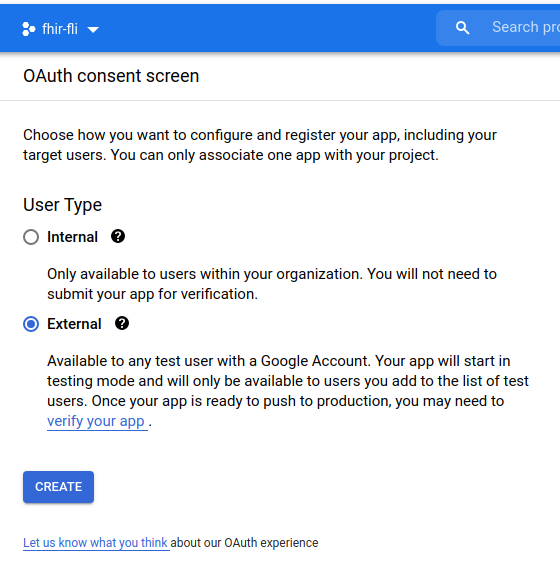 fhir-fli
Search pro
OAuth consent screen
Choose how you want to configure and register your app, including your
target users. You can only associate one app with your project.
User Type
Internal
Only available to users within your organization. You will not need to
submit your app for verification.
External
Available to any test user with a Google Account. Your app will start in
testing mode and will only be available to users you add to the list of test
users. Once your app is ready to push to production, you may need to
verify your app .
CREATE
Let us know what you think about our OAuth experience